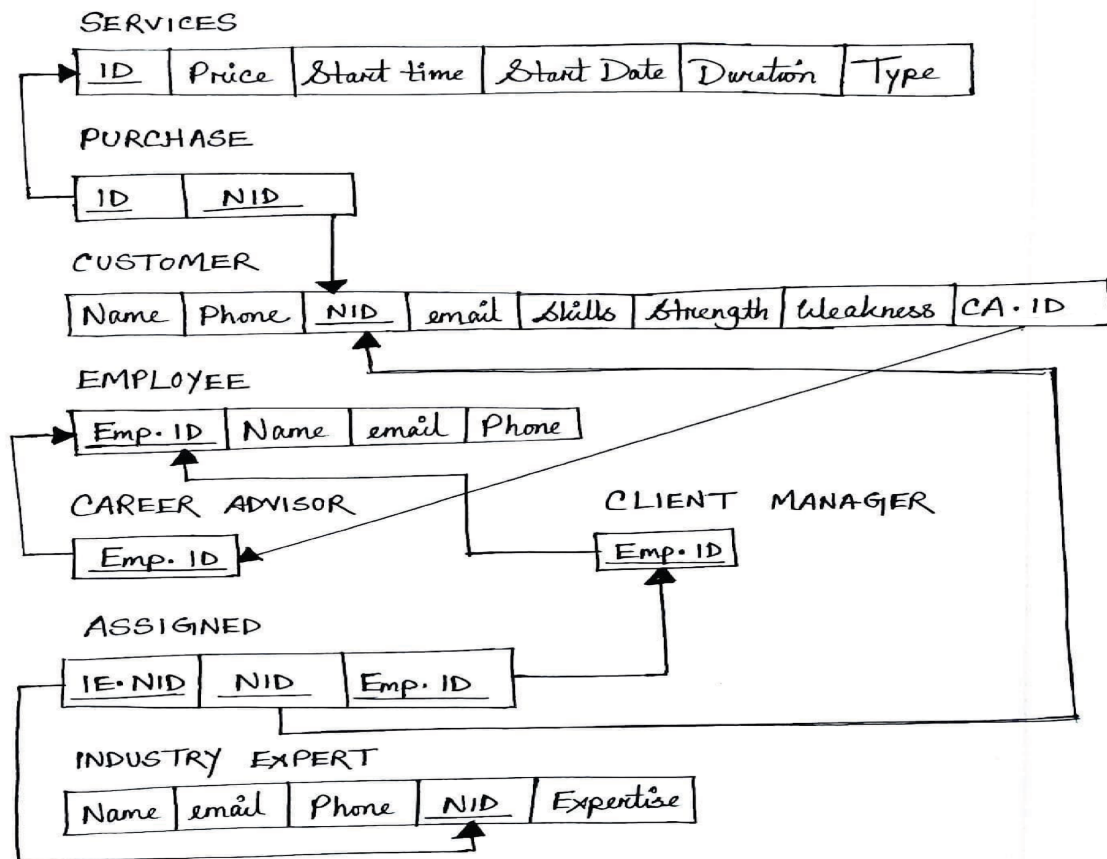 SERVICES
ID Price Start time Start Date Duration Type
PURCHASE
ID NID
CUSTOMER
Name Phone NID email Skills Strength Weakness CA.ID
EMPLOYEE
Emp.ID Name email Phone
CAREER ADVISOR CLIENT MANAGER
Emp.ID Emp.ID
ASSIGNED
IE.NID NID Emp.ID
INDUSTRY EXPERT
Name email Phone NID Expertise